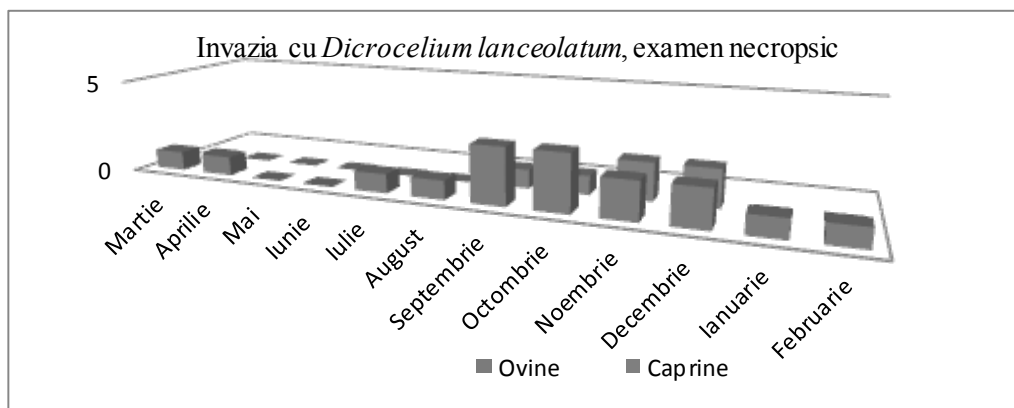 Invazia cu Dicrocelium lanceolatum, examen necropsic
5
0
Martie
Aprilie
Mai
Iunie
Iulie
August
Septembrie
Octombrie
Noembrie
Decembrie
Ianuarie
Februarie
Ovine
Caprine